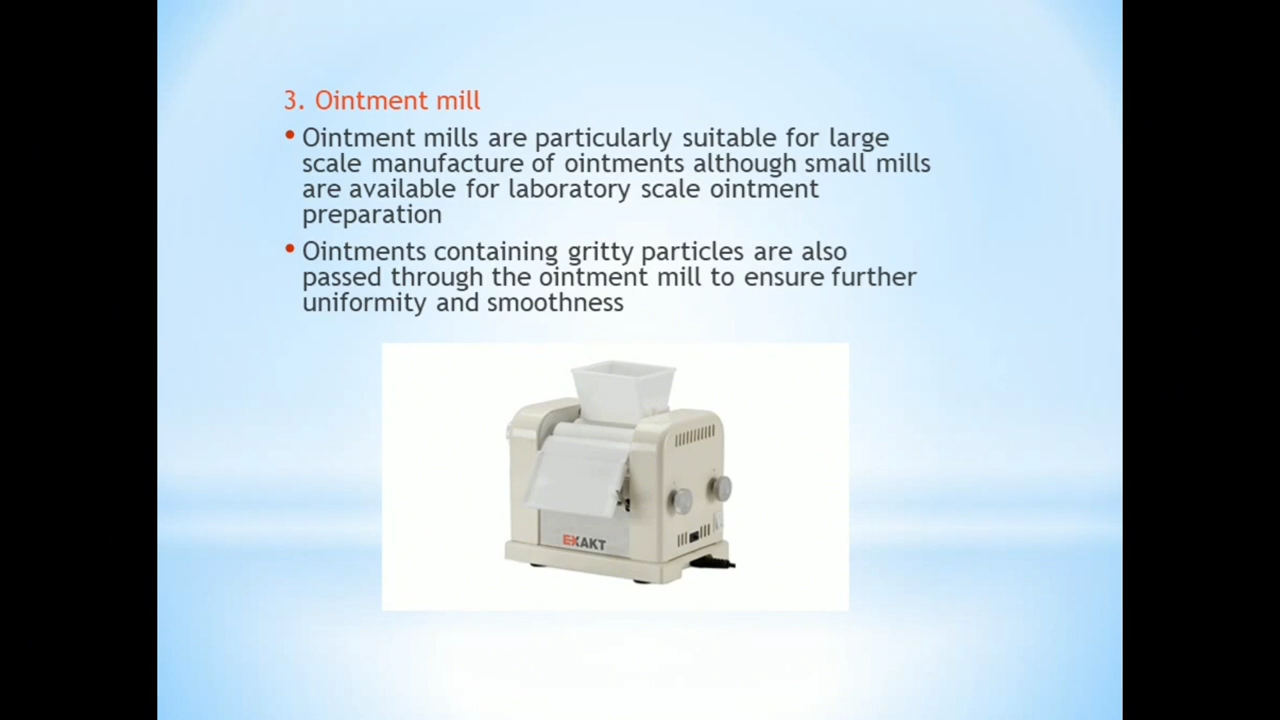 3. Ointment mill
• Ointment mills are particularly suitable for large
scale manufacture of ointments although small mills
are available for laboratory scale ointment
preparation
• Ointments containing gritty particles are also
passed through the ointment mill to ensure further
uniformity and smoothness
EXAKT